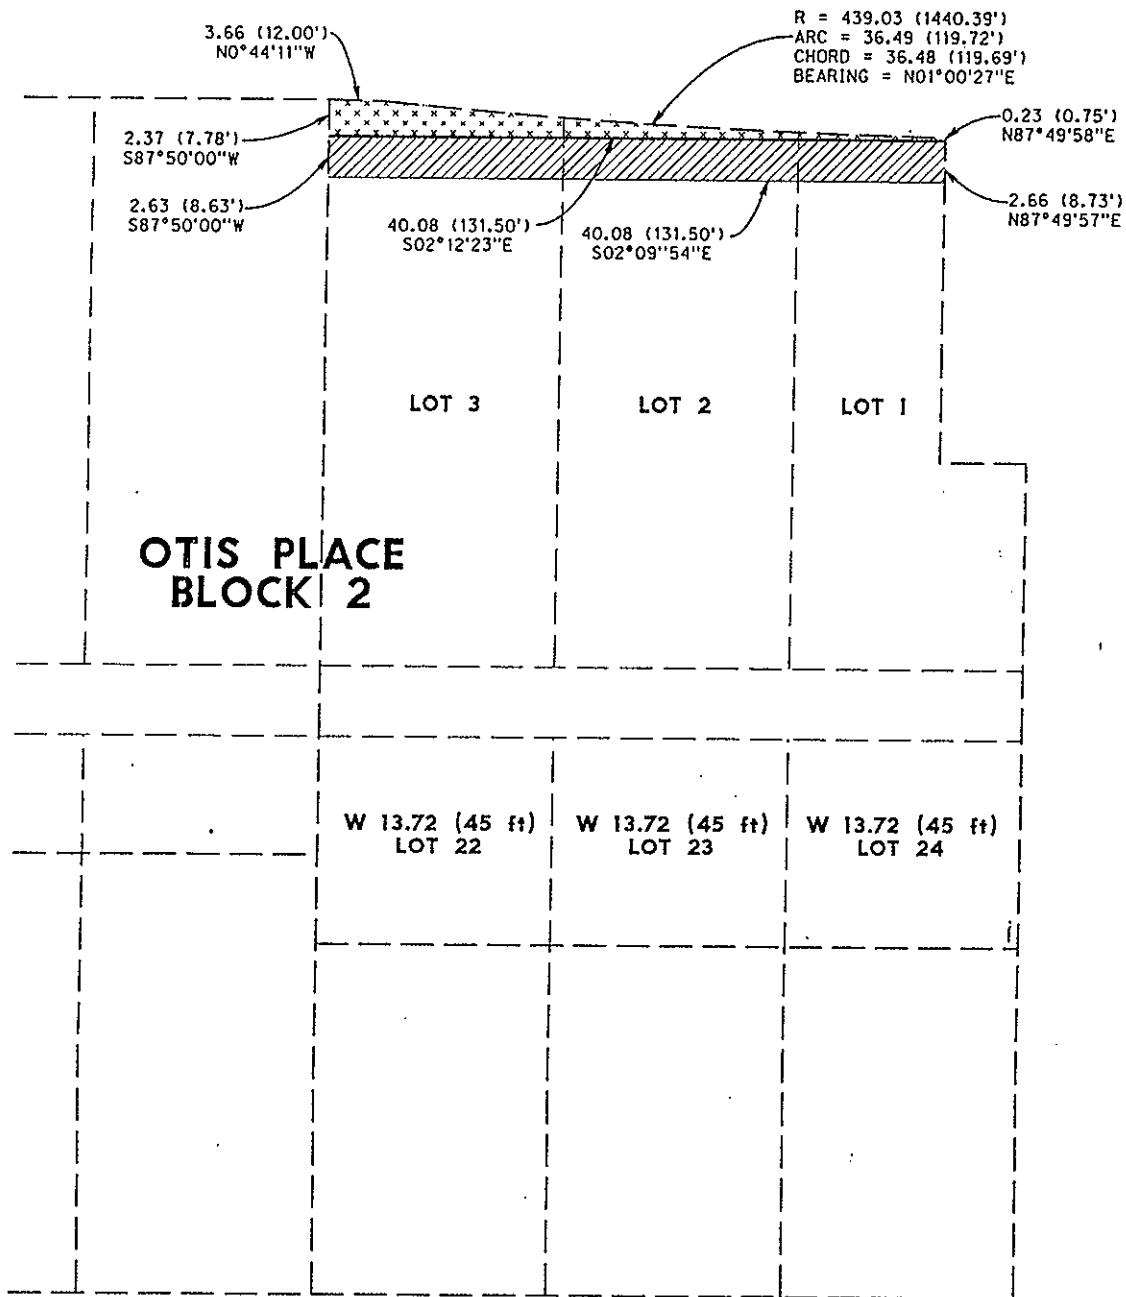 3.66 (12.00')
N0°44'11"W
R = 439.03 (1440.39')
ARC = 36.49 (119.72')
CHORD = 36.48 (119.69')
BEARING = N01°00'27"E
2.37 (7.78')
S87°50'00"W
0.23 (0.75')
N87°49'58"E
2.63 (8.63')
S87°50'00"W
40.08 (131.50')
S02°12'23"E
40.08 (131.50')
S02°09'54"E
2.66 (8.73')
N87°49'57"E
LOT 3
LOT 2
LOT 1
OTIS PLACE
BLOCK 2
W 13.72 (45 ft)
LOT 22
W 13.72 (45 ft)
LOT 23
W 13.72 (45 ft)
LOT 24